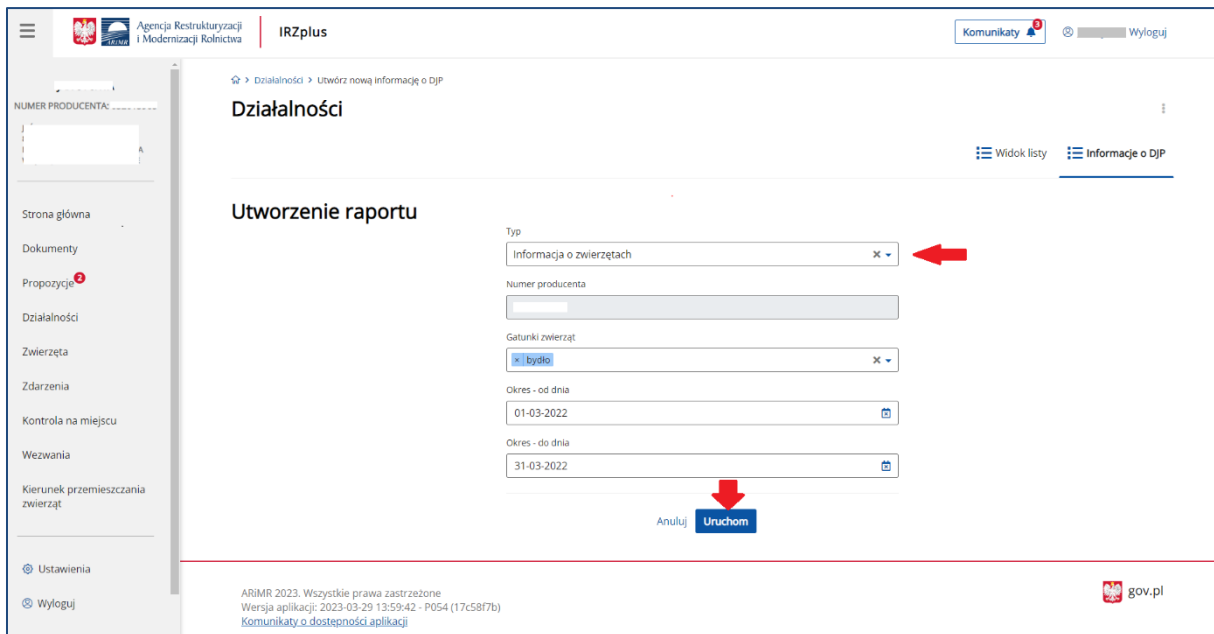 Agencja Restrukturyzacji
i Modernizacji Rolnictwa
ARiMR
IRZplus
Komunikaty 3
Wyloguj
NUMER PRODUCENTA:
Strona główna
Dokumenty
Propozycje 2
Działalności
Zwierzęta
Zdarzenia
Kontrola na miejscu
Wezwania
Kierunek przemieszczania
zwierząt
Ustawienia
Wyloguj
> Działalności > Utwórz nową informację o DJP
Działalności
Widok listy
Informacje o DJP
Utworzenie raportu
Typ
Informacja o zwierzętach
Numer producenta
Gatunki zwierząt
× bydło
Okres - od dnia
01-03-2022
Okres - do dnia
31-03-2022
Anuluj Uruchom
ARiMR 2023. Wszystkie prawa zastrzeżone
Wersja aplikacji: 2023-03-29 13:59:42 - P054 (17c58f7b)
Komunikaty o dostępności aplikacji
gov.pl